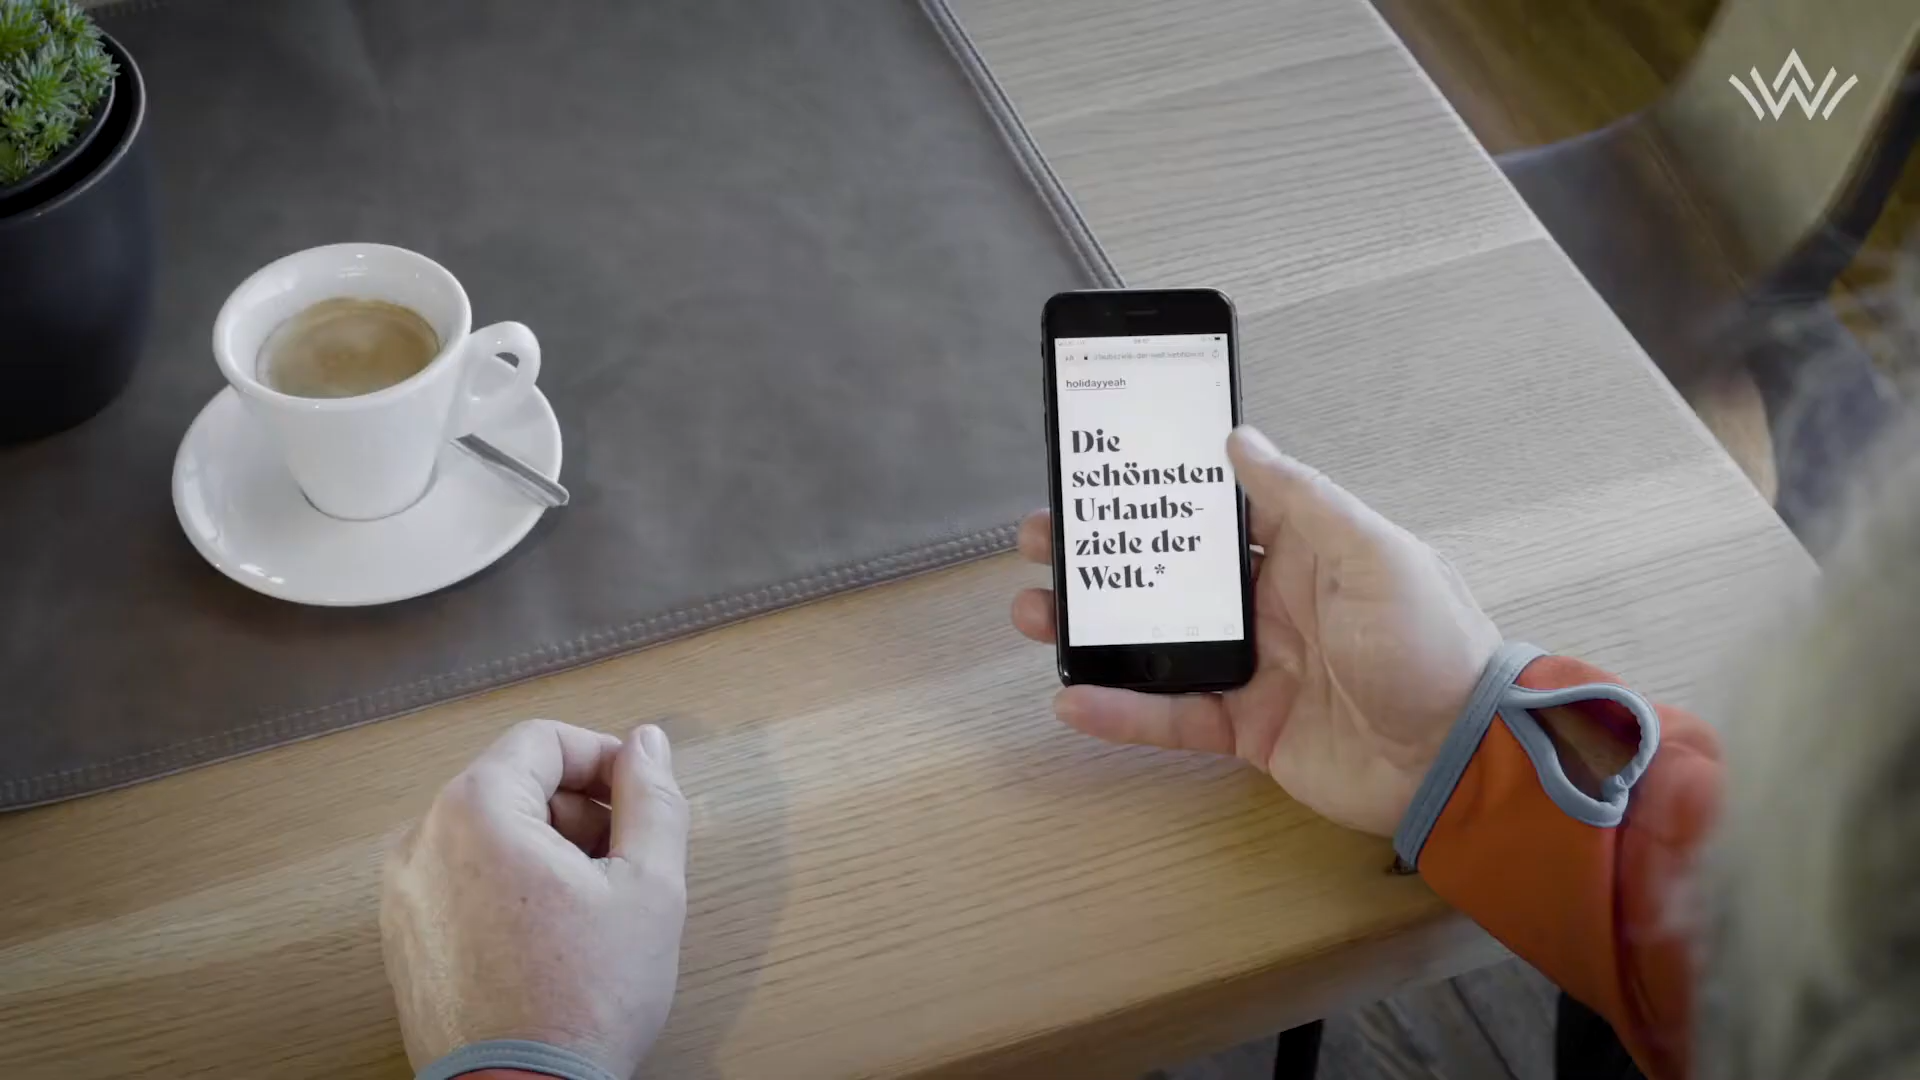 holidayyeah
Die
schönsten
Urlaubs-
ziele der
Welt.*